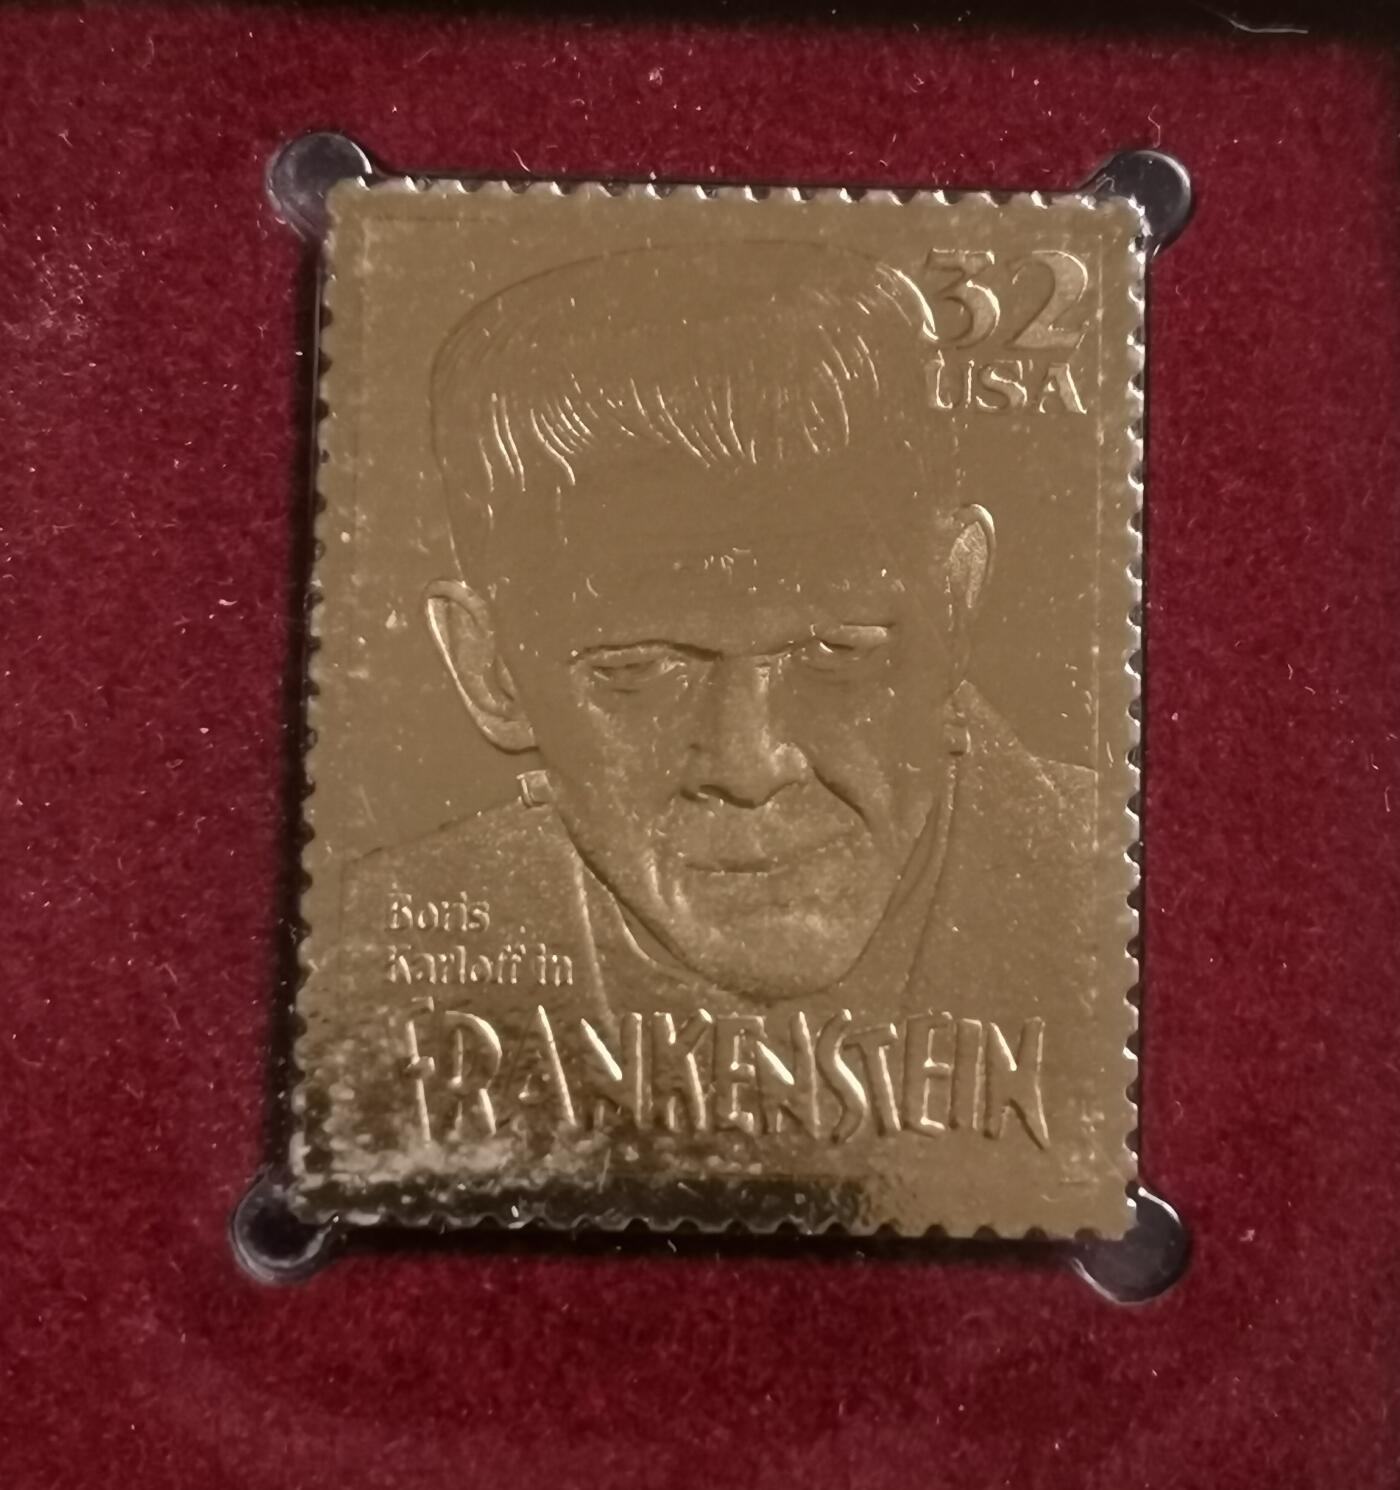 32
USA
Boris
Karloff in
FRANKENSTEIN